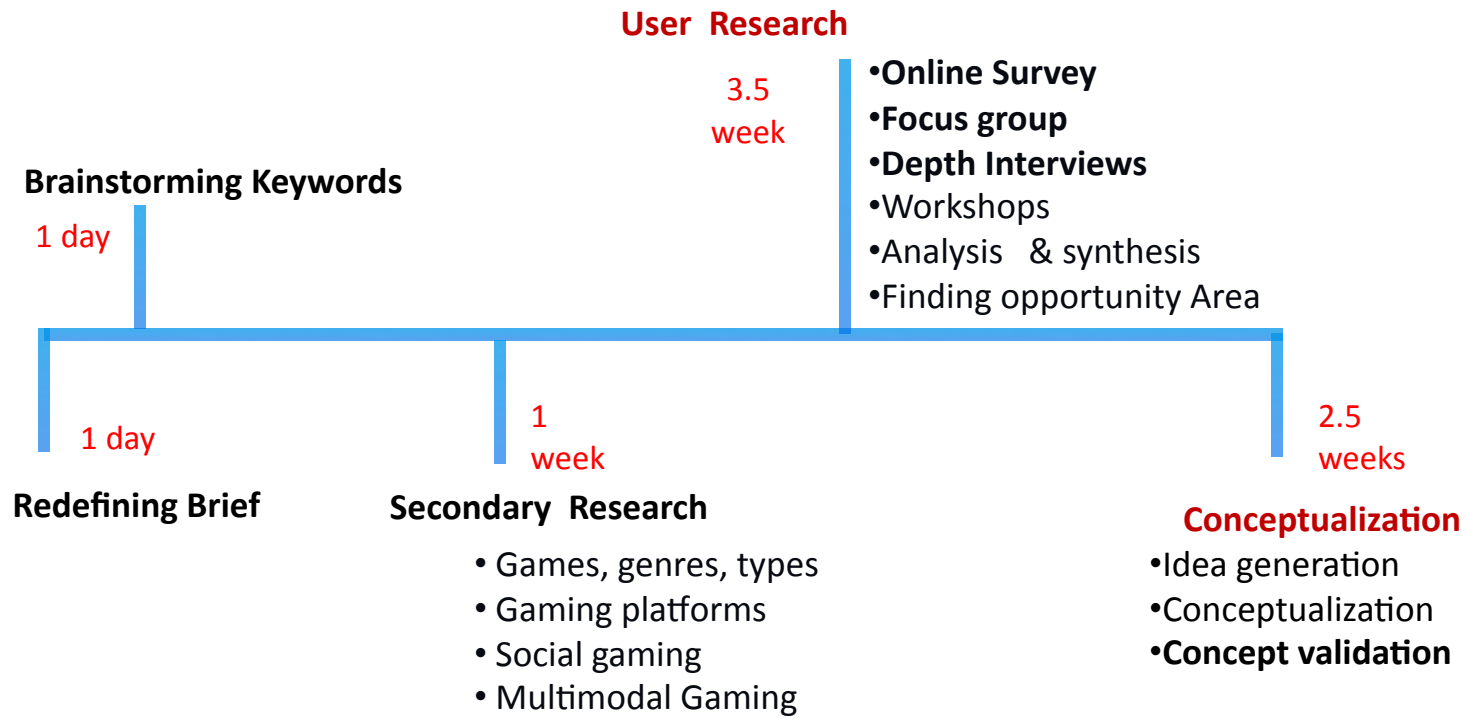 User Research
3.5
week
•Online Survey
•Focus group
•Depth Interviews
•Workshops
•Analysis & synthesis
•Finding opportunity Area
Brainstorming Keywords
1 day
1 day
Redefining Brief
1
week
Secondary Research
• Games, genres, types
• Gaming platforms
• Social gaming
• Multimodal Gaming
2.5
weeks
Conceptualization
•Idea generation
•Conceptualization
•Concept validation